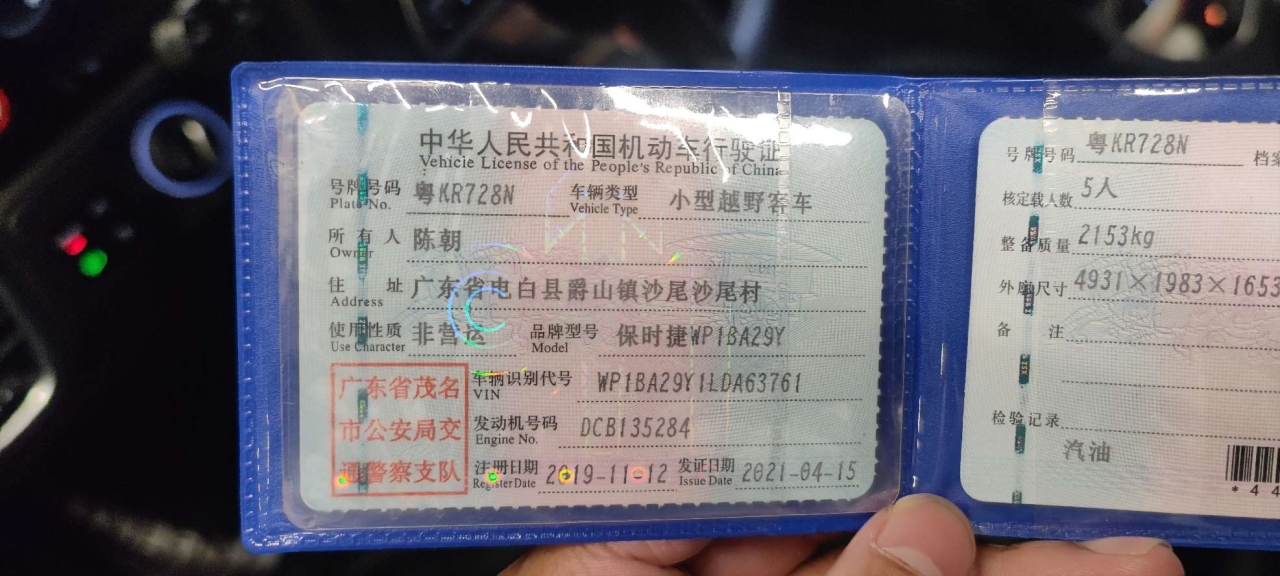 中华人民共和国机动车行驶证
Vehicle License of the People's Republic of China
号牌号码 粤KR728N 车辆类型 小型越野客车
Plate No. Vehicle Type
所有人 陈朝
Owner
住址 广东省电白县爵山镇沙尾沙尾村
Address
使用性质 非营运 品牌型号 保时捷WP1BA29Y
Use Character Model
广东省茂名
市公安局交
通警察支队
车辆识别代号 WP1BA29Y1LDA63761
VIN
发动机号码 DCB135284
Engine No.
注册日期 2019-11-12 发证日期 2021-04-15
Register Date Issue Date
号牌号码 粤KR728N 档案
核定载人数 5人
整备质量 2153kg
外廓尺寸 4931×1983×1653
备注
检验记录
汽油
*44